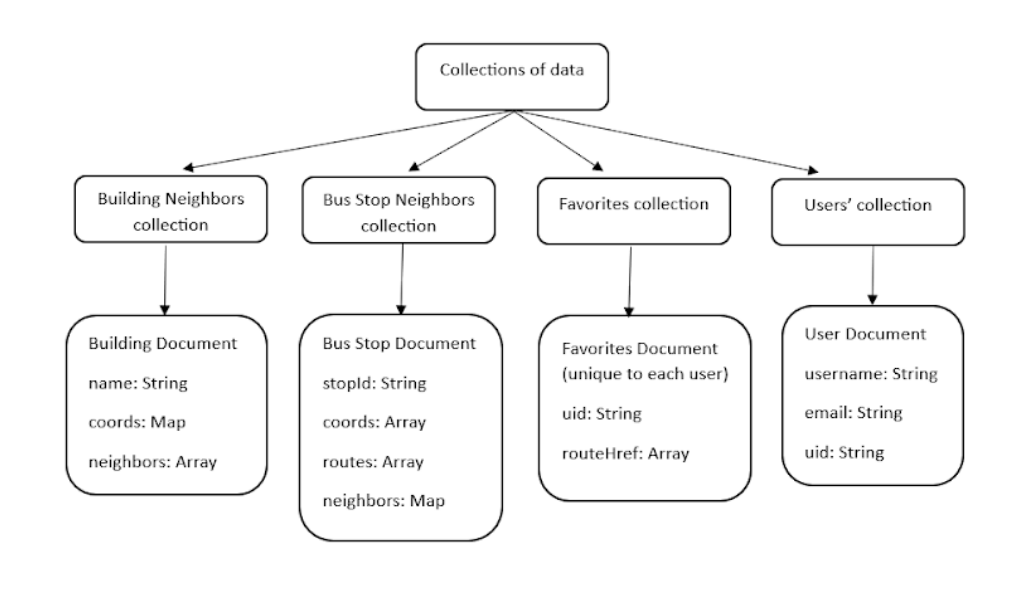 Collections of data
Building Neighbors
collection
Bus Stop Neighbors
collection
Favorites collection
Users’ collection
Building Document
name: String
coords: Map
neighbors: Array
Bus Stop Document
stopId: String
coords: Array
routes: Array
neighbors: Map
Favorites Document
(unique to each user)
uid: String
routeHref: Array
User Document
username: String
email: String
uid: String